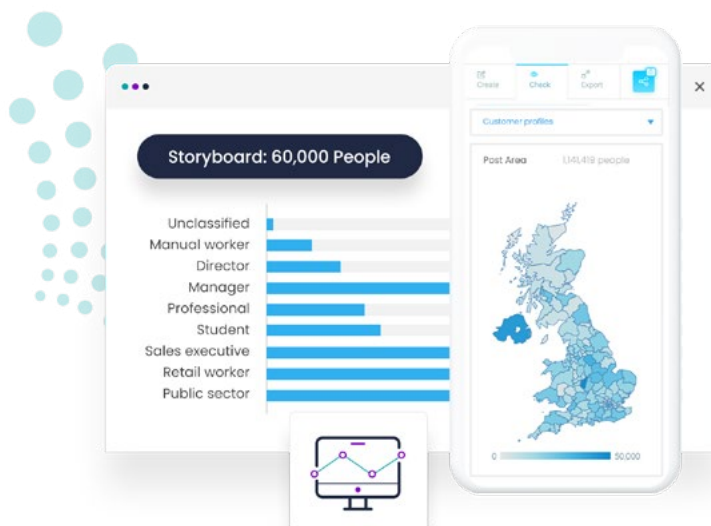 Storyboard: 60,000 People
Unclassified
Manual worker
Director
Manager
Professional
Student
Sales executive
Retail worker
Public sector
Create
Check
Export
Customer profiles
Post Area
1,141,419 people
0
50,000